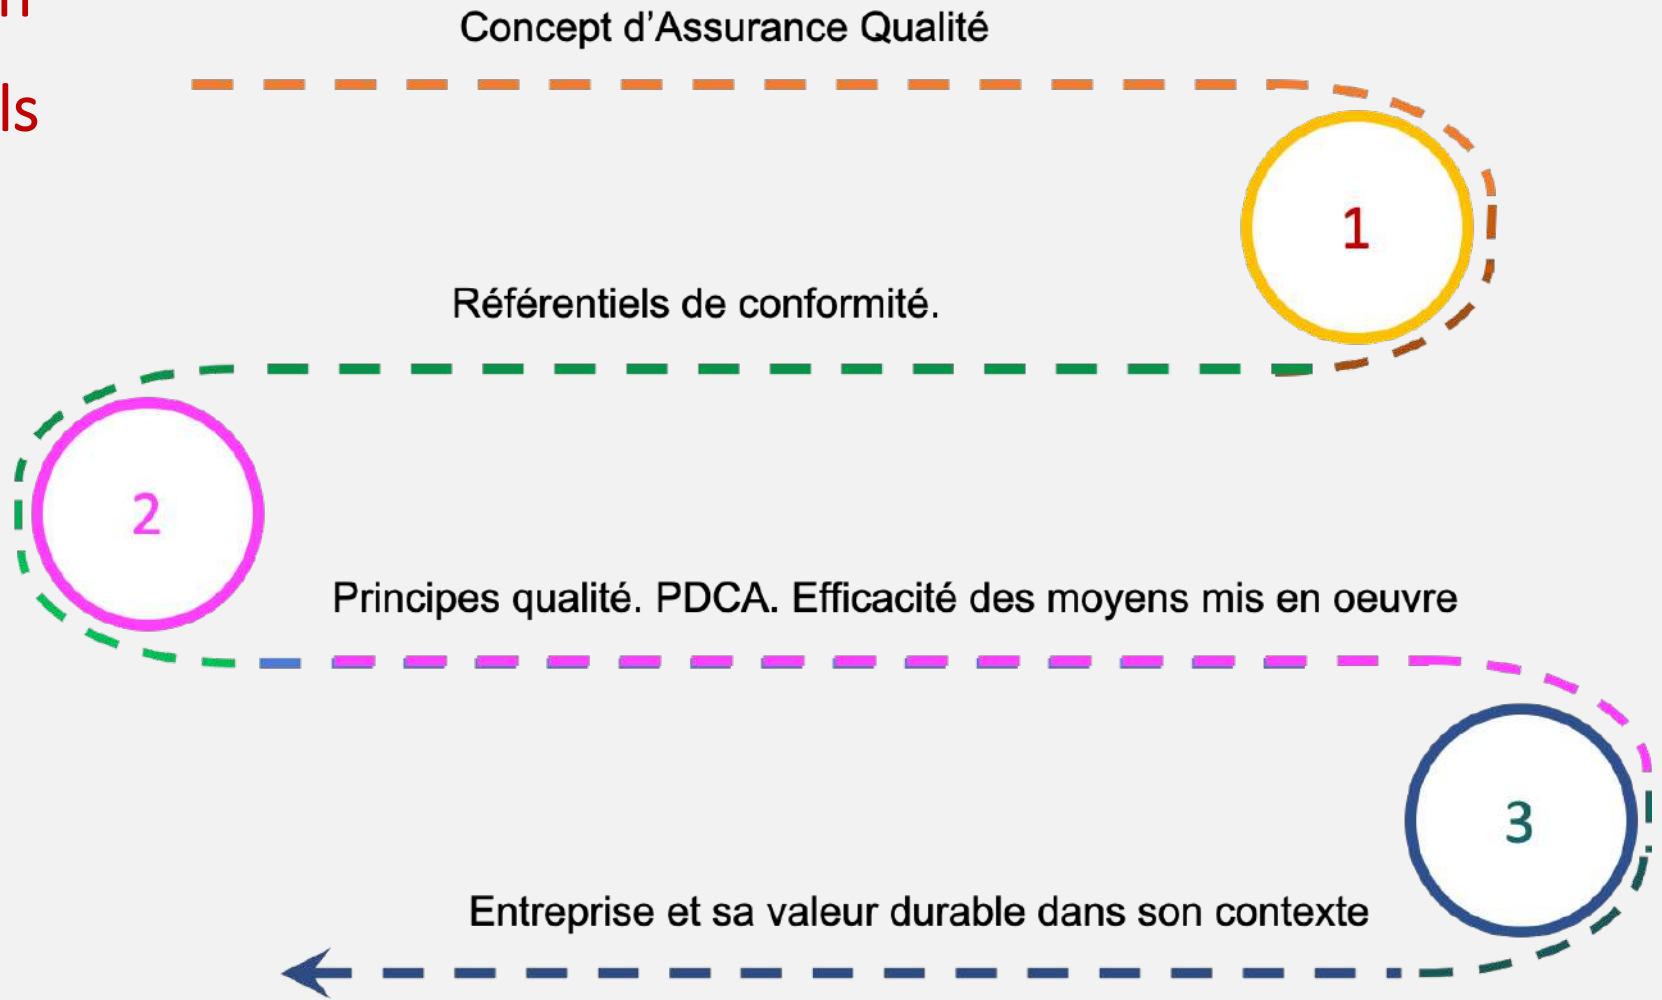 Concept d'Assurance Qualité
ls
1
Référentiels de conformité.
2
Principes qualité. PDCA. Efficacité des moyens mis en oeuvre
3
Entreprise et sa valeur durable dans son contexte